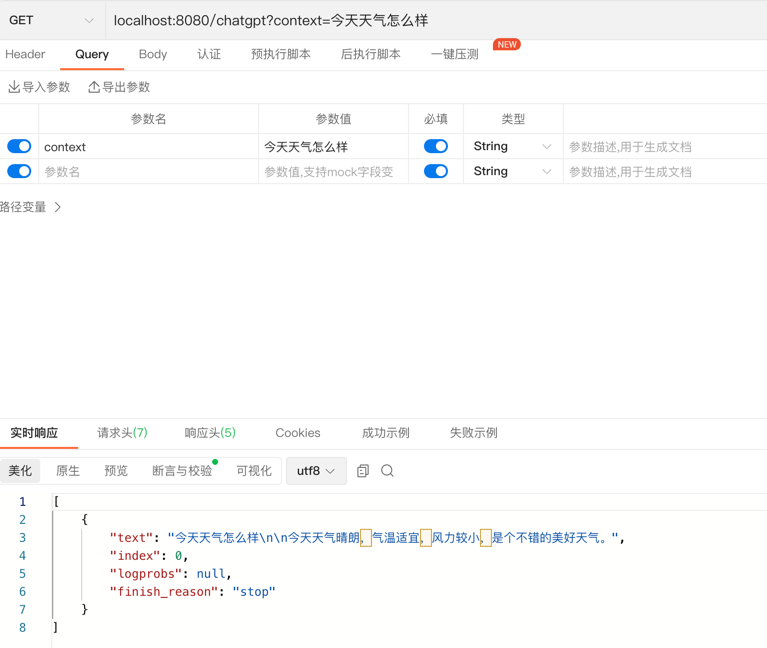 GET localhost:8080/chatgpt?context=今天天气怎么样
Header Query Body 认证 预执行脚本 后执行脚本 一键压测 NEW
导入参数 导出参数
参数名 参数值 必填 类型
context 今天天气怎么样 String 参数描述,用于生成文档
参数名 参数值,支持mock字段变 String 参数描述,用于生成文档
路径变量
实时响应 请求头(7) 响应头(5) Cookies 成功示例 失败示例
美化 原生 预览 断言与校验 可视化 utf8
1 [
2 {
3 "text": "今天天气怎么样\n\n今天天气晴朗，气温适宜，风力较小，是个不错的美好天气。",
4 "index": 0,
5 "logprobs": null,
6 "finish_reason": "stop"
7 }
8 ]